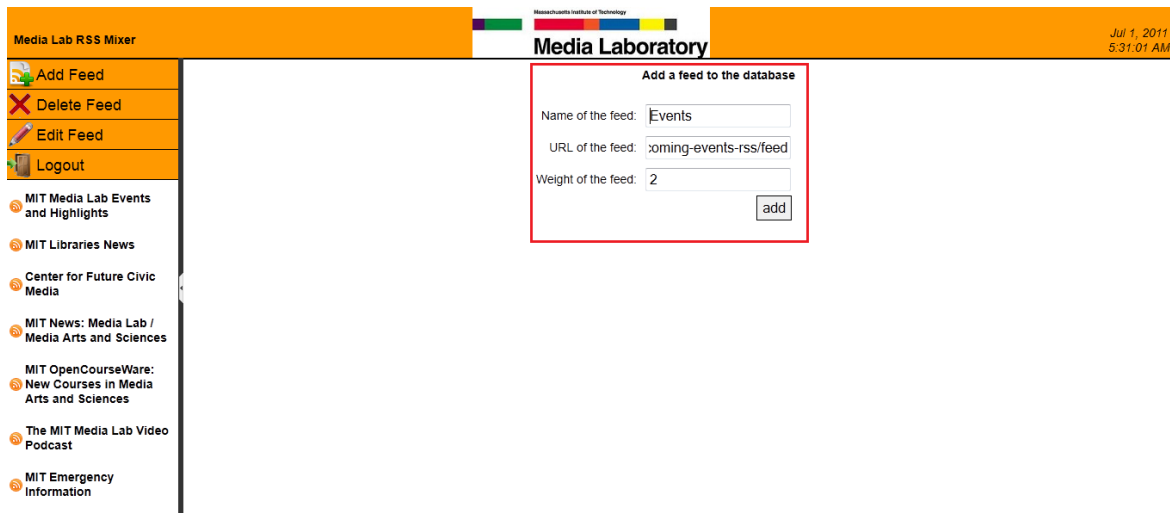 Media Lab RSS Mixer
Massachusetts Institute of Technology
Media Laboratory
Jul 1, 2011
5:31:01 AM
Add Feed
Delete Feed
Edit Feed
Logout
MIT Media Lab Events
and Highlights
MIT Libraries News
Center for Future Civic
Media
MIT News: Media Lab /
Media Arts and Sciences
MIT OpenCourseWare:
New Courses in Media
Arts and Sciences
The MIT Media Lab Video
Podcast
MIT Emergency
Information
Add a feed to the database
Name of the feed: Events
URL of the feed: coming-events-rss/feed
Weight of the feed: 2
add